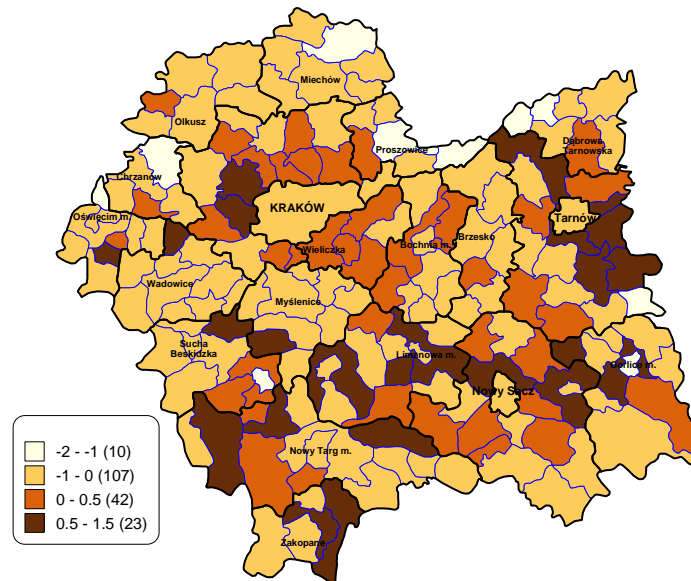 Miechów
Olkusz
Proszowice
Dąbrowa
Tarnowska
Chrzanów
KRAKÓW
Oświęcim m.
Tarnów
Wieliczka
Bochnia m.
Brzesko
Wadowice
Myślenice
Sucha
Beskidzka
Limanowa m.
Gorlice m.
Nowy Sącz
Nowy Targ m.
Zakopane
-2 - -1 (10)
-1 - 0 (107)
0 - 0.5 (42)
0.5 - 1.5 (23)